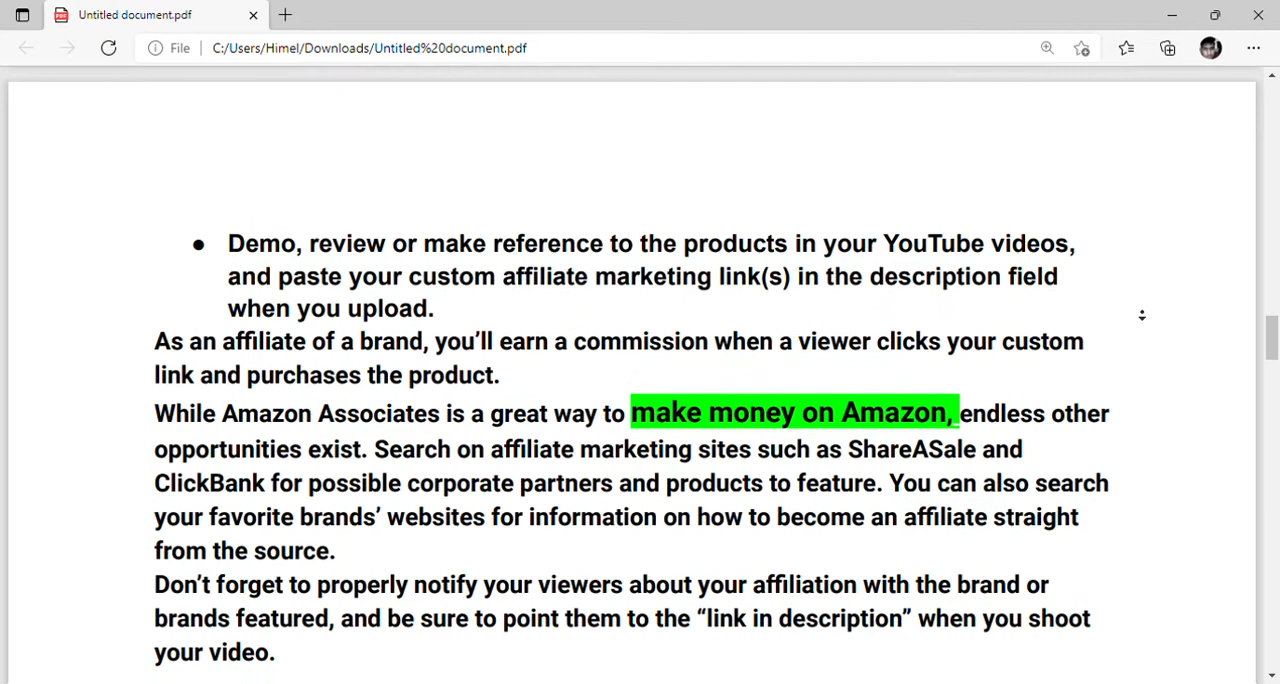 Untitled document.pdf
File
C:/Users/Himel/Downloads/Untitled%20document.pdf
● Demo, review or make reference to the products in your YouTube videos,
and paste your custom affiliate marketing link(s) in the description field
when you upload.
As an affiliate of a brand, you’ll earn a commission when a viewer clicks your custom
link and purchases the product.
While Amazon Associates is a great way to make money on Amazon, endless other
opportunities exist. Search on affiliate marketing sites such as ShareASale and
ClickBank for possible corporate partners and products to feature. You can also search
your favorite brands’ websites for information on how to become an affiliate straight
from the source.
Don’t forget to properly notify your viewers about your affiliation with the brand or
brands featured, and be sure to point them to the “link in description” when you shoot
your video.